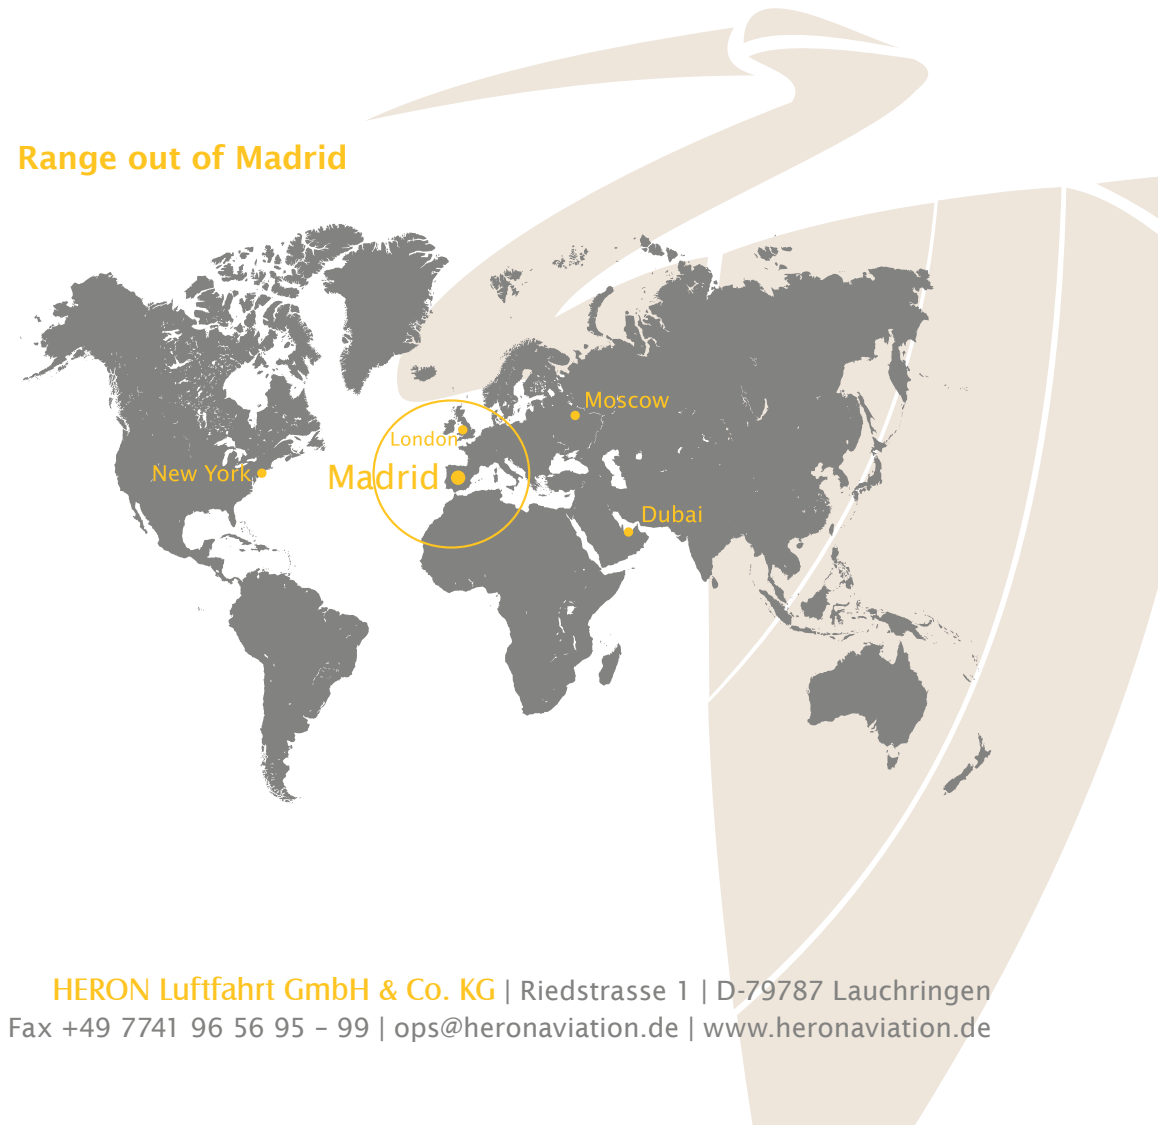 Range out of Madrid
Moscow
London
New York
Madrid
Dubai
HERON Luftfahrt GmbH & Co. KG | Riedstrasse 1 | D-79787 Lauchringen
Fax +49 7741 96 56 95 – 99 | ops@heronaviation.de | www.heronaviation.de